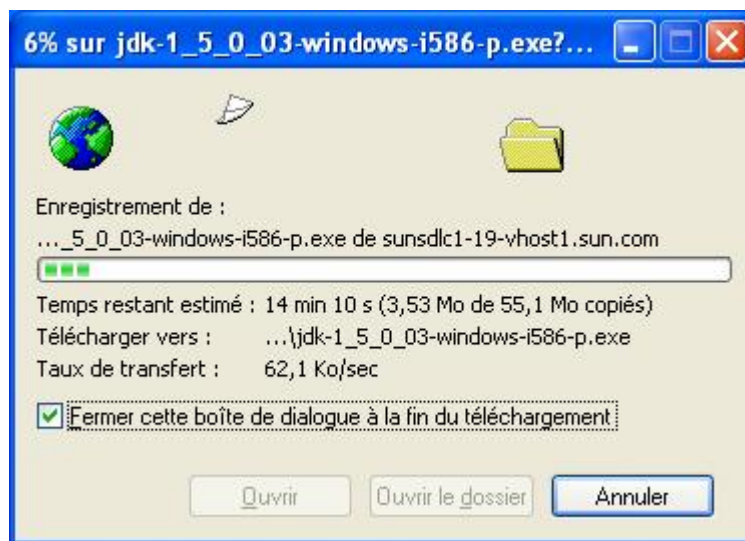 6% sur jdk-1_5_0_03-windows-i586-p.exe?...
Enregistrement de :
..._5_0_03-windows-i586-p.exe de sunsdlc1-19-vhost1.sun.com
Temps restant estimé : 14 min 10 s (3,53 Mo de 55,1 Mo copiés)
Télécharger vers : ...\jdk-1_5_0_03-windows-i586-p.exe
Taux de transfert : 62,1 Ko/sec
Fermer cette boîte de dialogue à la fin du téléchargement
Ouvrir Ouvrir le dossier Annuler